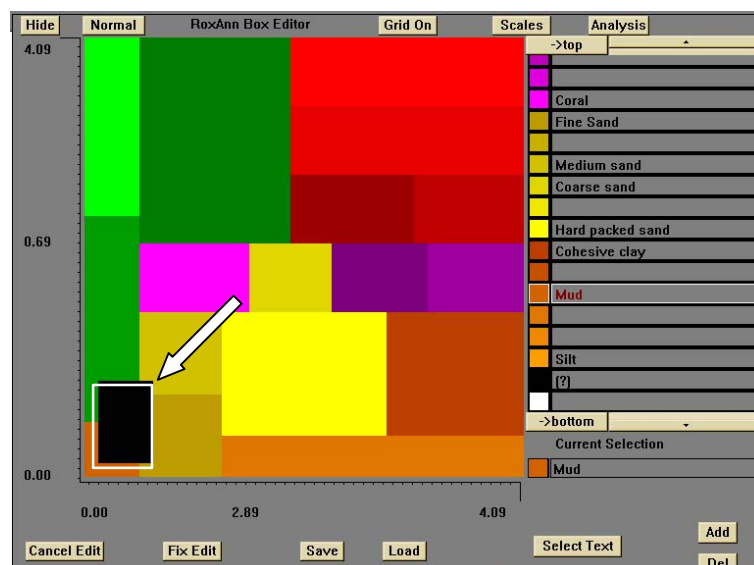 Hide Normal RoxAnn Box Editor Grid On Scales Analysis
4.09
->top
Coral
Fine Sand
Medium sand
Coarse sand
0.69
Hard packed sand
Cohesive clay
Mud
Silt
(?)
->bottom
Current Selection
0.00
Mud
0.00 2.89 4.09
Cancel Edit Fix Edit Save Load Select Text Add
Del